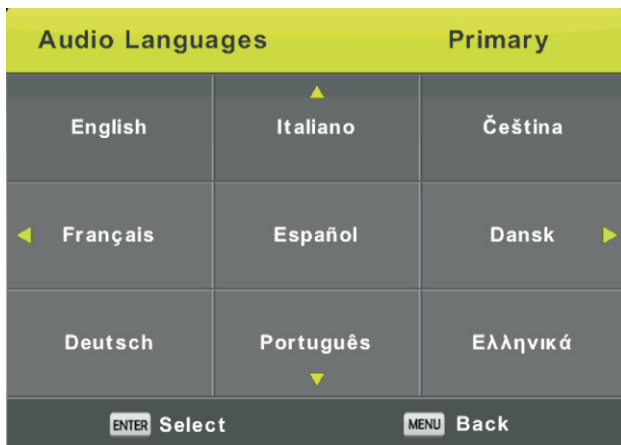 Audio Languages Primary
English Italiano Čeština
Français Español Dansk
Deutsch Português Ελληνικά
ENTER Select MENU Back